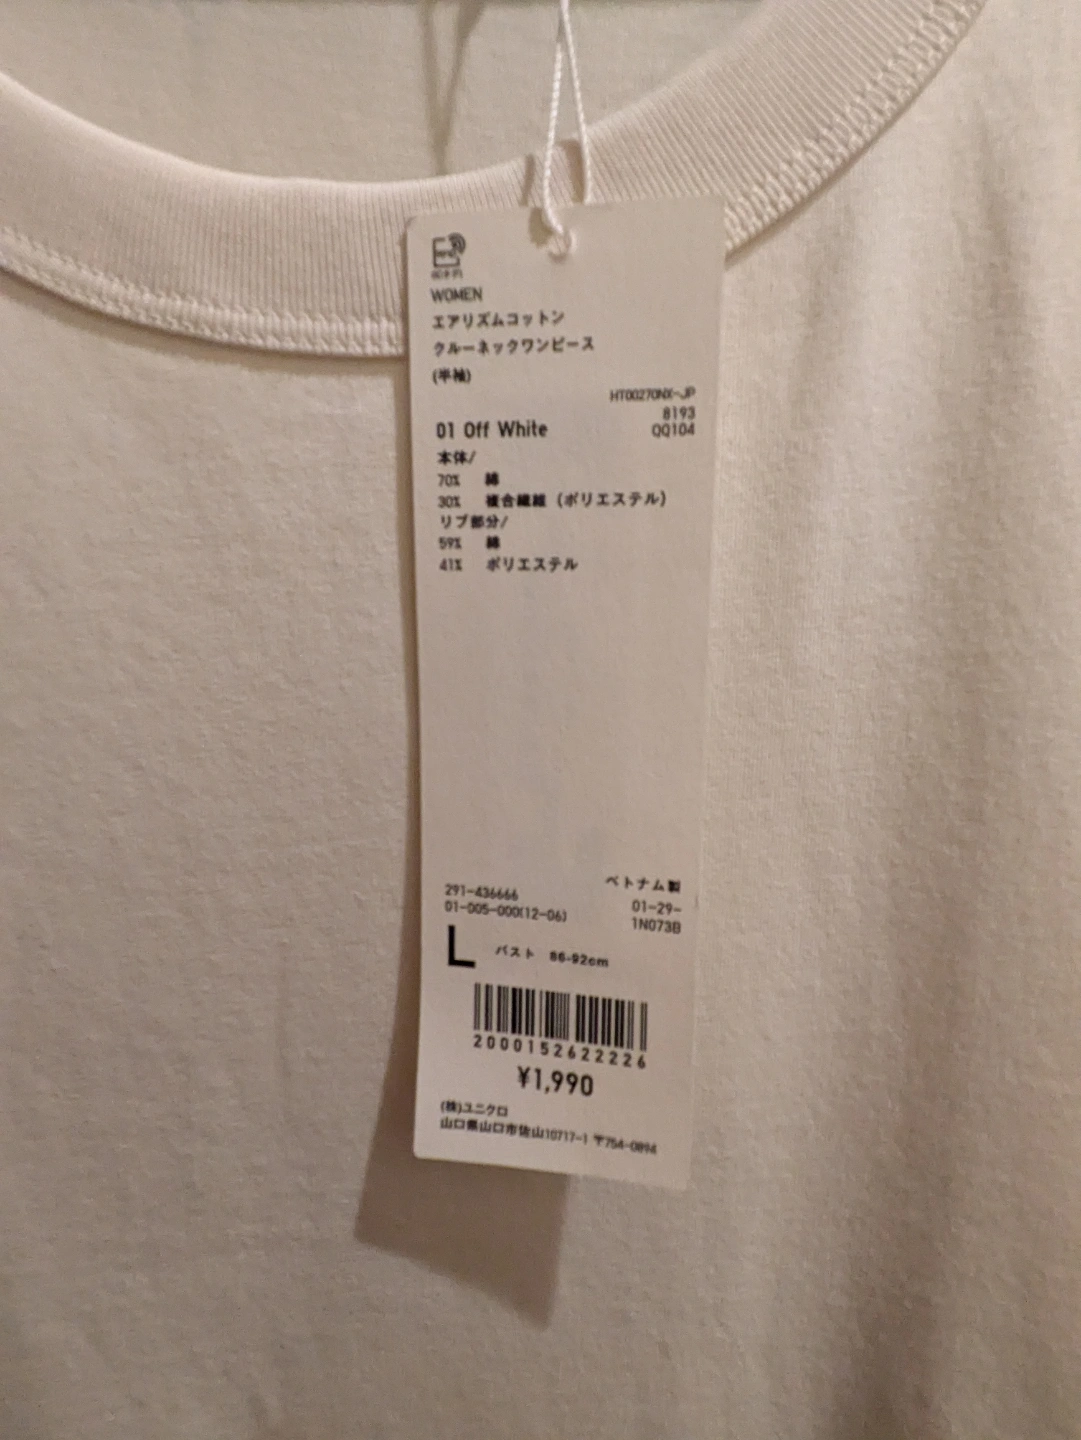 WOMEN
エアリズムコットン
クルーネックワンピース
(半袖)
HT00270NX-JP
8193
01 Off White
QQ104
本体/
70% 綿
30% 複合繊維 (ポリエステル)
リブ部分/
59% 綿
41% ポリエステル
ベトナム製
291-436666
01-29-
01-005-000(12-06)
1N073B
L バスト 86-92cm
2000152622226
¥1,990
(株)ユニクロ
山口県山口市佐山10717-1 〒754-0894